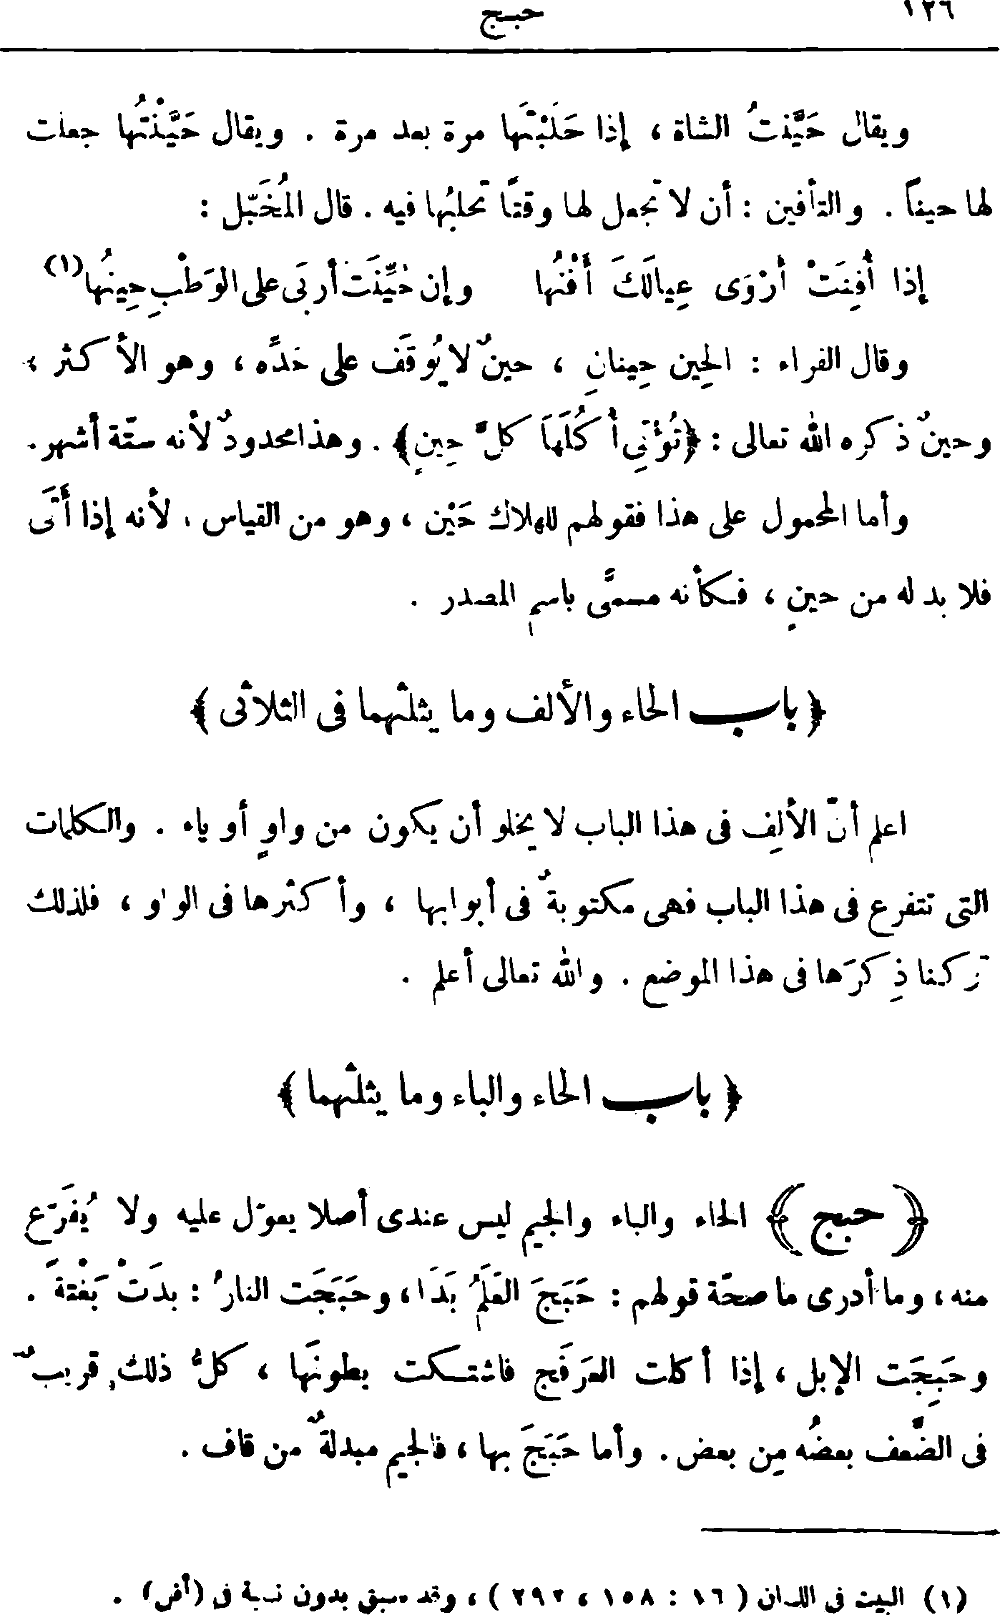 ١٢٦
حبج
ويقال حَيَّنتُ الشاة ، إذا حَلَبْتَها مرة بعد مرة . ويقال حَيَّنْتُها جعلت
لها حيناً . والتأفين : أن لا تجعل لها وقتًا تحلبُها فيه . قال المُخَبّل :
إذا أُفِنَتْ أرْوَى عِيالَكَ أَفْنُها وإن حُيِّنَت أربَى على الوَطْبِ حِينُها(١)
وقال الفراء : الحِين حِينانِ ، حينٌ لا يُوقَف على حَدِّه ، وهو الأكثر ،
وحينٌ ذكره الله تعالى : ﴿تُؤْتِي أُكُلَهَا كلَّ حِينٍ﴾ . وهذا محدودٌ لأنه ستّة أشهر .
وأما المحمول على هذا فقولهم للهلاك حَيْن ، وهو من القياس ، لأنه إذا أَتَى
فلا بد له من حينٍ ، فكأنه مسمًّى باسمِ المصدر .
﴿ باب الحاء والألف وما يثلثهما فى الثلاثى ﴾
اعلم أنّ الألِف فى هذا الباب لا يخلو أن يكون من واوٍ أو ياء . والكلمات
التى تتفرع فى هذا الباب فهى مكتوبةٌ فى أبوابها ، وأكثرها فى الواو ، فلذلك
تركنا ذِكرَها فى هذا الموضع . والله تعالى أعلم .
﴿ باب الحاء والباء وما يثلثهما ﴾
﴿ حبج ﴾ الحاء والباء والجيم ليس عندى أصلا يعوّل عليه ولا يُفَرّع
منه ، وما أدرى ما صحّة قولهم : حَبَجَ العَلَمُ بَدَا ، وحَبَجَت النارُ : بدَتْ بَغْتةً .
وحَبِجَت الإبل ، إذا أكلت العَرفَج فاشتكت بطونَها ، كلُّ ذلك قريبٌ
فى الضَّعف بعضُه مِن بعض . وأما حَبَجَ بها ، فالجيم مبدلةٌ من قاف .
(١) البيت فى اللسان ( ١٦ : ١٥٨ ، ٢٩٢ ) ، وقد سبق بدون نسبة فى (أفن) .